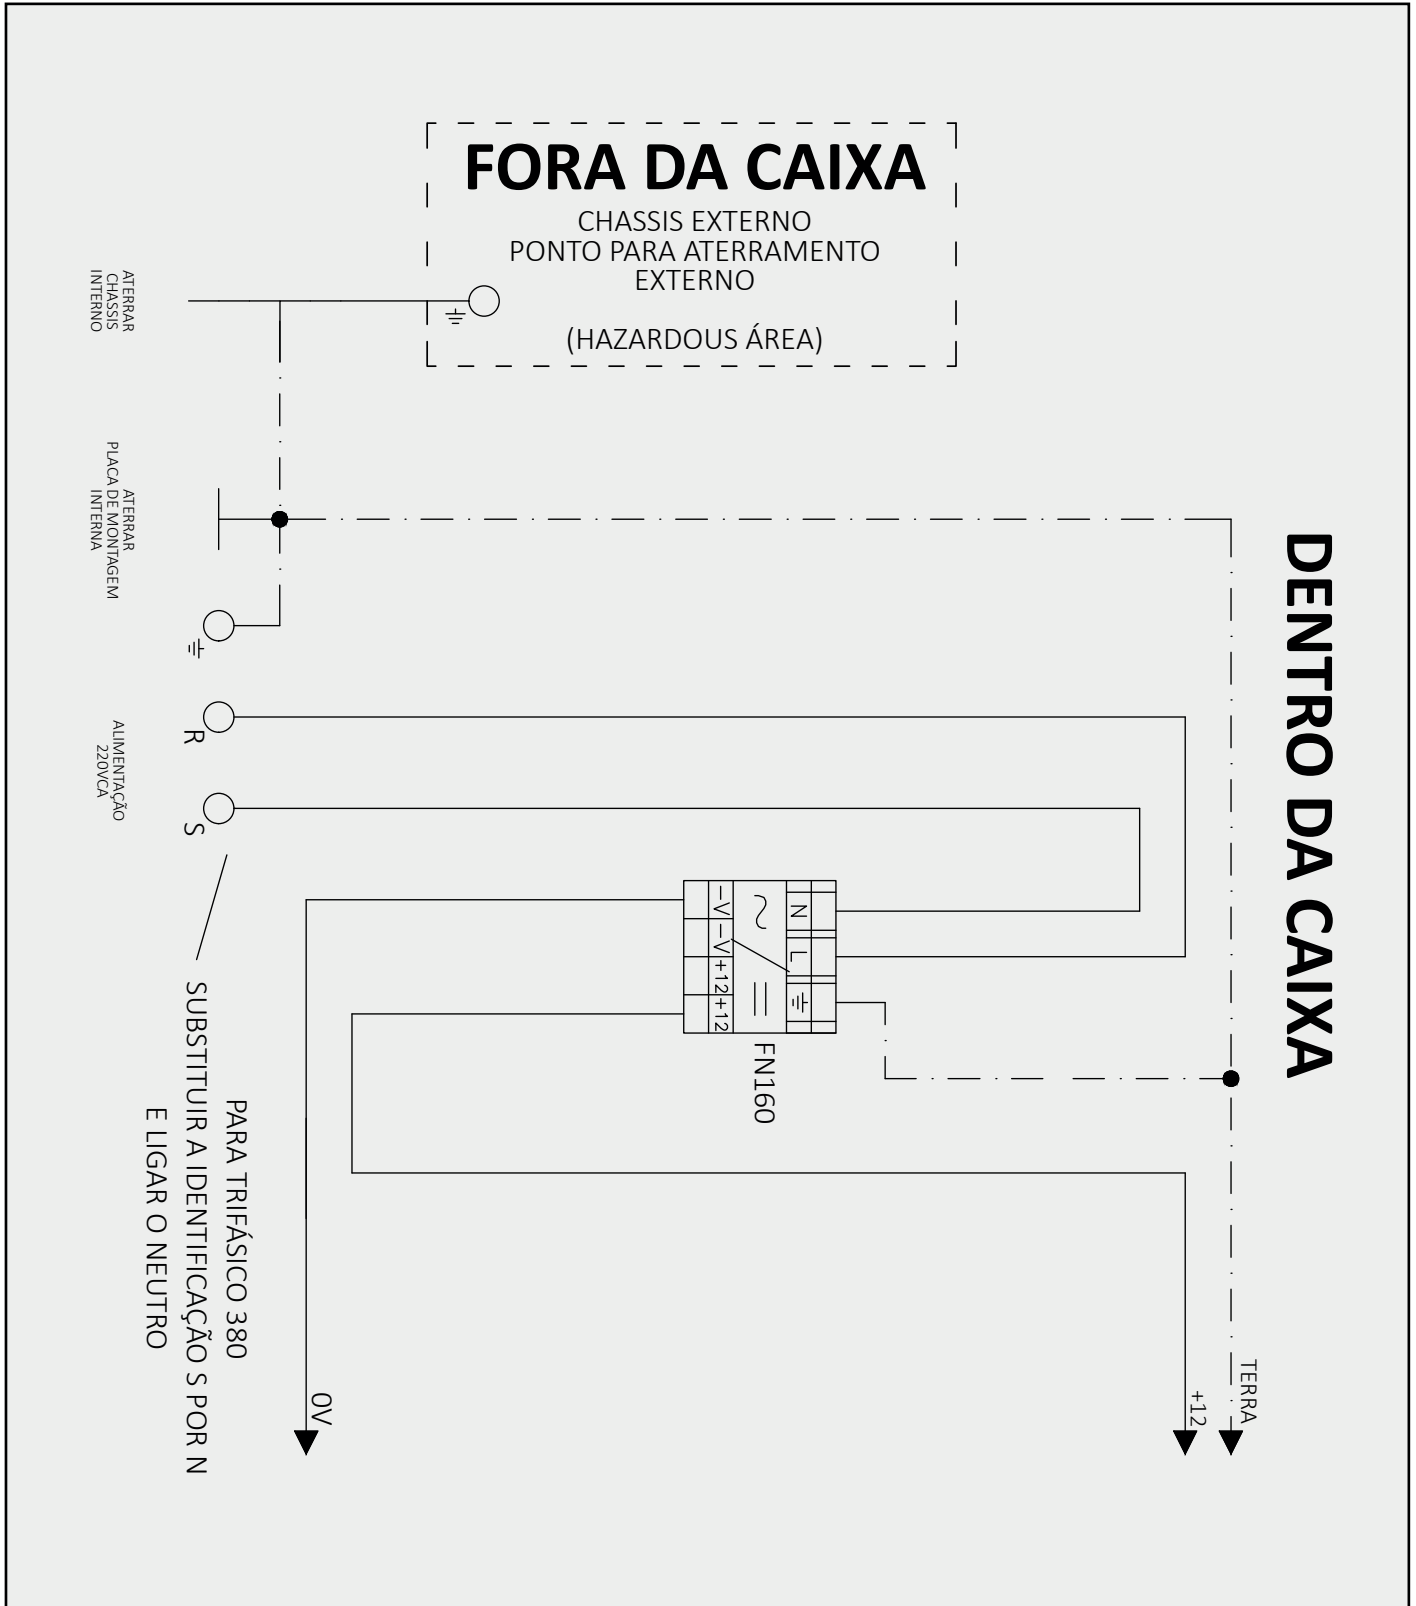 FORA DA CAIXA
CHASSIS EXTERNO
PONTO PARA ATERRAMENTO
EXTERNO
(HAZARDOUS ÁREA)
DENTRO DA CAIXA
ATERRAR
CHASSIS
INTERNO
ATERRAR
PLACA DE MONTAGEM
INTERNA
R
S
ALIMENTAÇÃO
220VCA
N
L
-V
-V
+12
+12
FN160
PARA TRIFÁSICO 380
SUBSTITUIR A IDENTIFICAÇÃO S POR N
E LIGAR O NEUTRO
0V
+12
TERRA